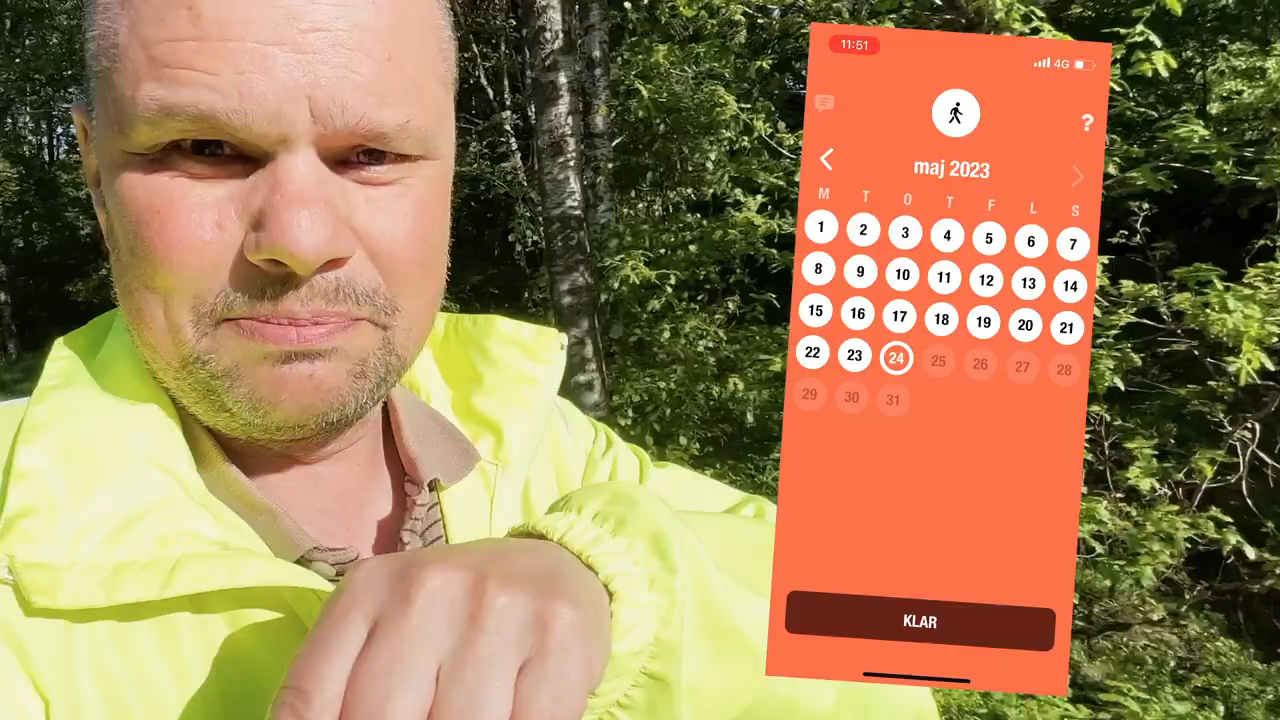 11:51
4G
?
maj 2023
M T O T F L S
1 2 3 4 5 6 7
8 9 10 11 12 13 14
15 16 17 18 19 20 21
22 23 24 25 26 27 28
29 30 31
KLAR